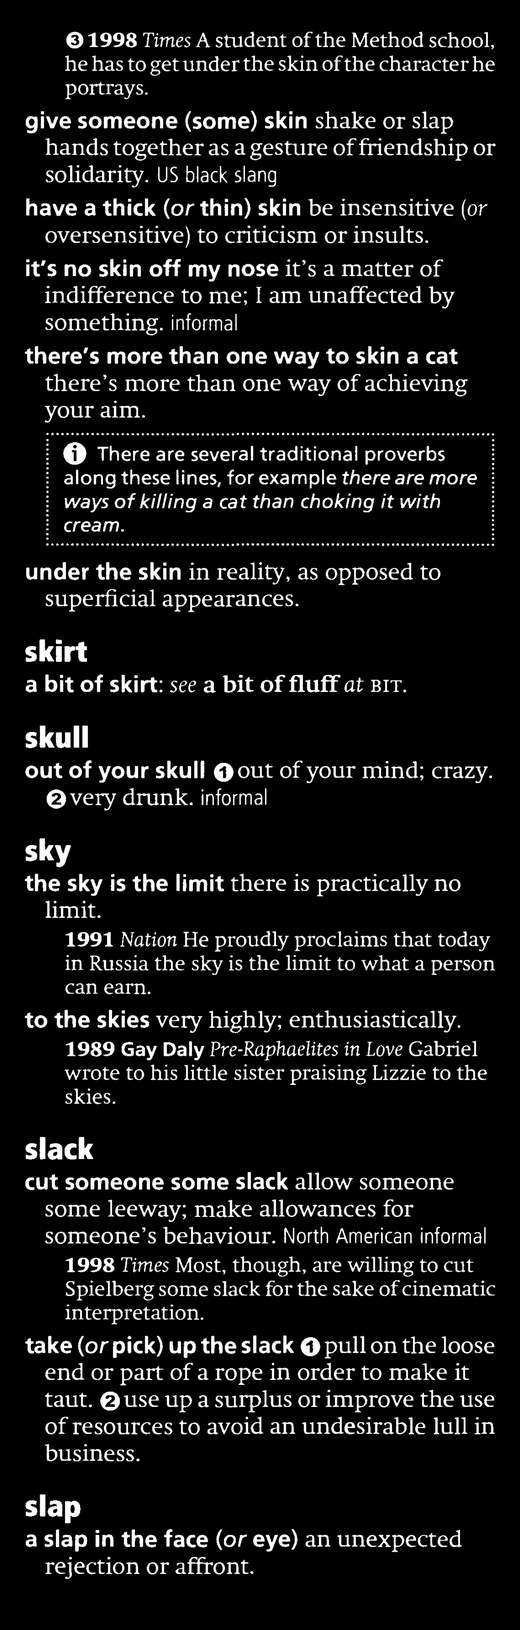 ❸ 1998 Times A student of the Method school,
he has to get under the skin of the character he
portrays.
give someone (some) skin shake or slap
hands together as a gesture of friendship or
solidarity. US black slang
have a thick (or thin) skin be insensitive (or
oversensitive) to criticism or insults.
it's no skin off my nose it's a matter of
indifference to me; I am unaffected by
something. informal
there's more than one way to skin a cat
there's more than one way of achieving
your aim.
ⓘ There are several traditional proverbs
along these lines, for example there are more
ways of killing a cat than choking it with
cream.
under the skin in reality, as opposed to
superficial appearances.
skirt
a bit of skirt: see a bit of fluff at BIT.
skull
out of your skull ❶ out of your mind; crazy.
❷ very drunk. informal
sky
the sky is the limit there is practically no
limit.
1991 Nation He proudly proclaims that today
in Russia the sky is the limit to what a person
can earn.
to the skies very highly; enthusiastically.
1989 Gay Daly Pre-Raphaelites in Love Gabriel
wrote to his little sister praising Lizzie to the
skies.
slack
cut someone some slack allow someone
some leeway; make allowances for
someone's behaviour. North American informal
1998 Times Most, though, are willing to cut
Spielberg some slack for the sake of cinematic
interpretation.
take (or pick) up the slack ❶ pull on the loose
end or part of a rope in order to make it
taut. ❷ use up a surplus or improve the use
of resources to avoid an undesirable lull in
business.
slap
a slap in the face (or eye) an unexpected
rejection or affront.